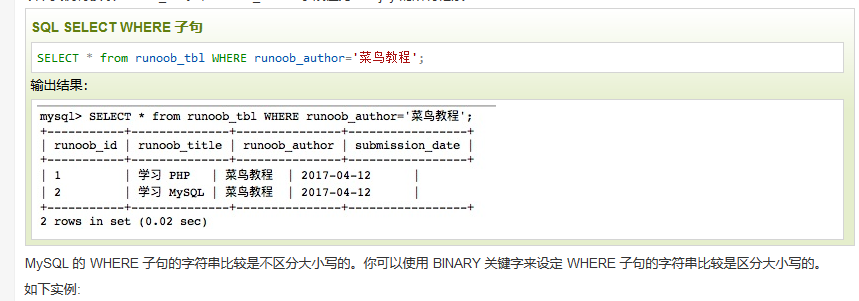 SQL SELECT WHERE 子句
SELECT * from runoob_tbl WHERE runoob_author='菜鸟教程';
输出结果：
mysql> SELECT * from runoob_tbl WHERE runoob_author='菜鸟教程';
+-----------+--------------+---------------+-----------------+
| runoob_id | runoob_title | runoob_author | submission_date |
+-----------+--------------+---------------+-----------------+
| 1 | 学习 PHP | 菜鸟教程 | 2017-04-12 |
| 2 | 学习 MySQL | 菜鸟教程 | 2017-04-12 |
+-----------+--------------+---------------+-----------------+
2 rows in set (0.02 sec)
MySQL 的 WHERE 子句的字符串比较是不区分大小写的。你可以使用 BINARY 关键字来设定 WHERE 子句的字符串比较是区分大小写的。
如下实例: